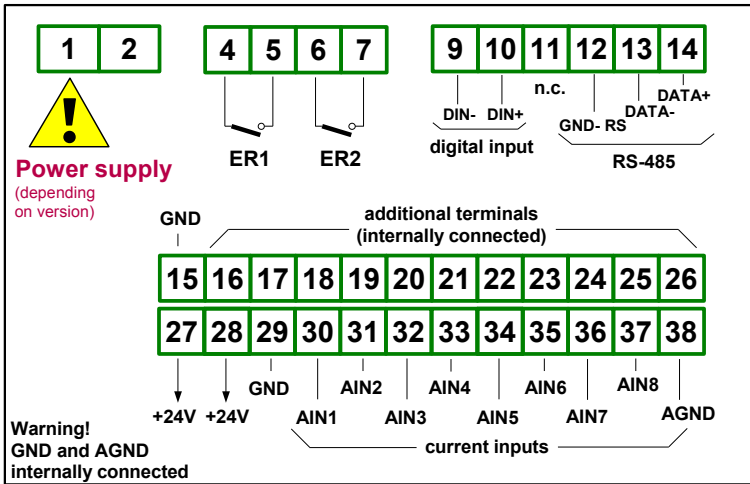 1 2 4 5 6 7 9 10 11 12 13 14
n.c.
DIN- DIN+ GND- RS DATA- DATA+
digital input
RS-485
ER1 ER2
!
Power supply
(depending
on version)
GND
additional terminals
(internally connected)
15 16 17 18 19 20 21 22 23 24 25 26
27 28 29 30 31 32 33 34 35 36 37 38
+24V +24V GND AIN1 AIN2 AIN3 AIN4 AIN5 AIN6 AIN7 AIN8 AGND
current inputs
Warning!
GND and AGND
internally connected